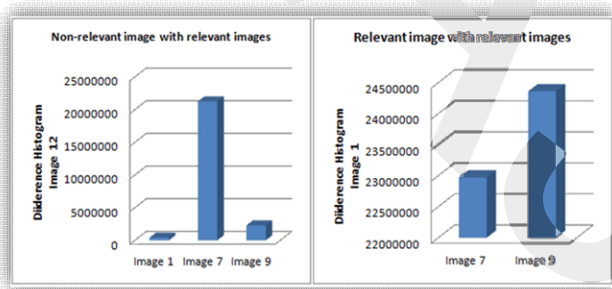 Non-relevant image with relevant images
25000000
20000000
15000000
10000000
5000000
0
Diderence Histogram
Image 12
Image 1 Image 7 Image 9
Relevant image with relevant images
24500000
24000000
23500000
23000000
22500000
22000000
Diiderence Histogram
Image 1
Image 7 Image 9